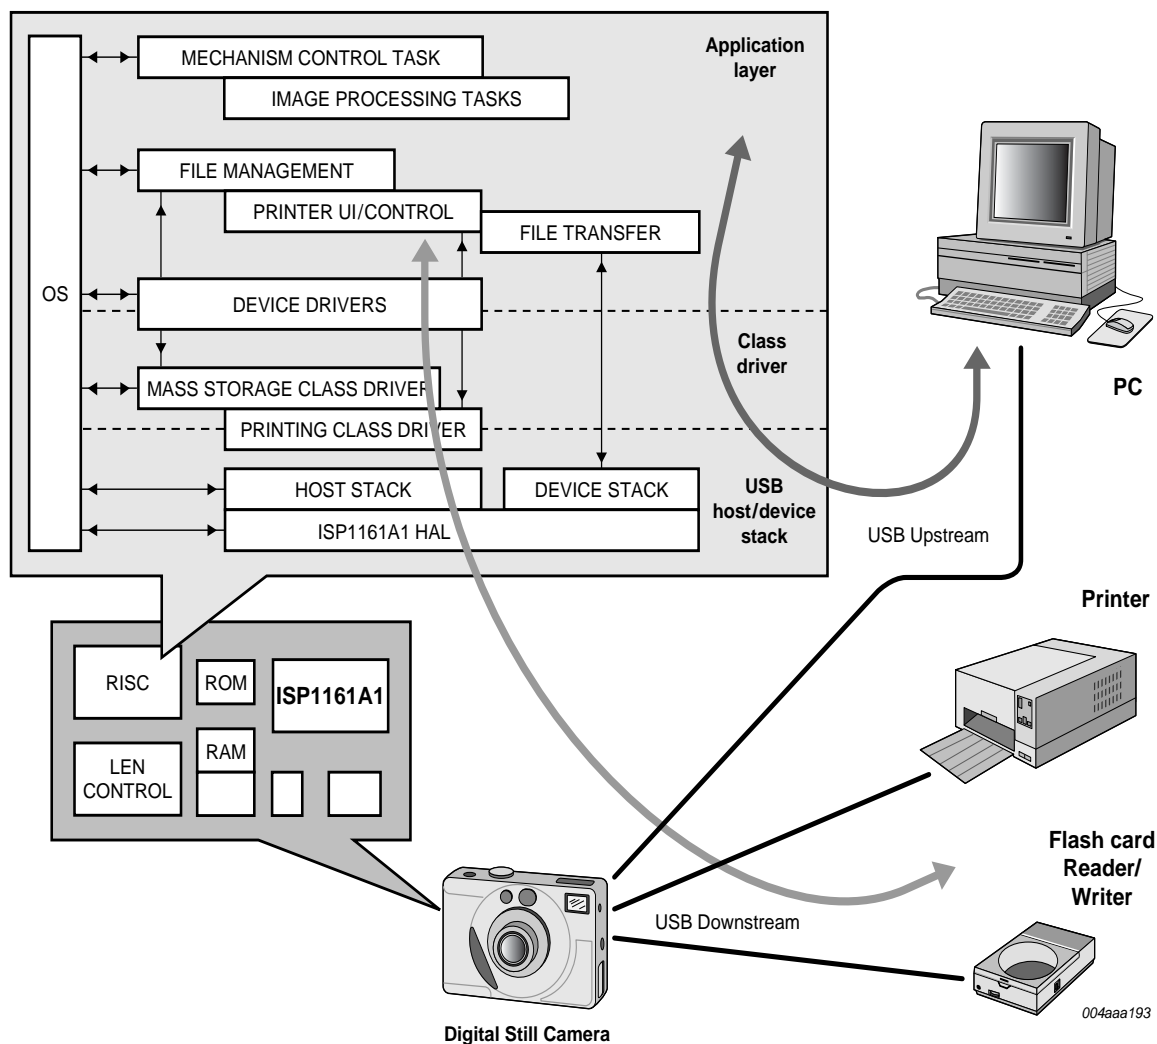 MECHANISM CONTROL TASK
IMAGE PROCESSING TASKS
Application
layer
FILE MANAGEMENT
PRINTER UI/CONTROL
FILE TRANSFER
OS
DEVICE DRIVERS
Class
driver
MASS STORAGE CLASS DRIVER
PRINTING CLASS DRIVER
HOST STACK
DEVICE STACK
USB
host/device
stack
ISP1161A1 HAL
PC
USB Upstream
RISC
ROM
ISP1161A1
LEN
CONTROL
RAM
Printer
Flash card
Reader/
Writer
USB Downstream
Digital Still Camera
004aaa193